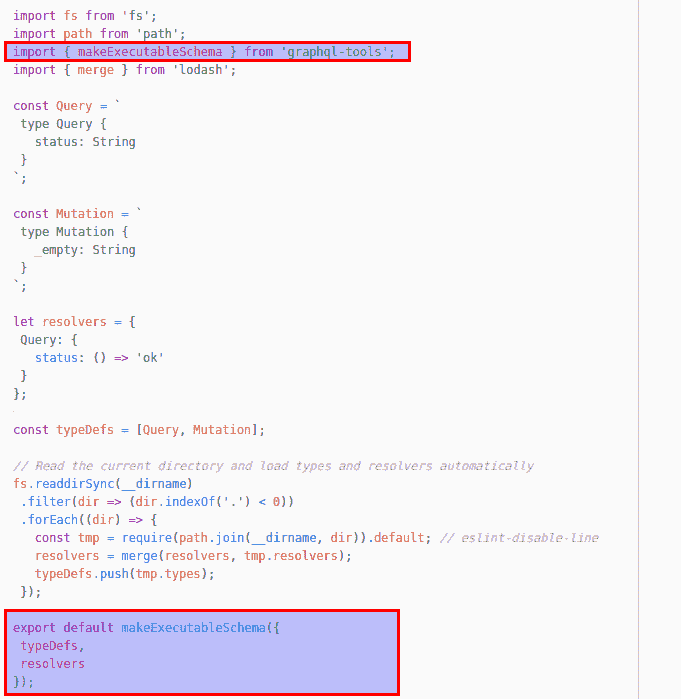 import fs from 'fs';
import path from 'path';
import { makeExecutableSchema } from 'graphql-tools';
import { merge } from 'lodash';
const Query = `
type Query {
status: String
}
`;
const Mutation = `
type Mutation {
_empty: String
}
`;
let resolvers = {
Query: {
status: () => 'ok'
}
};
const typeDefs = [Query, Mutation];
// Read the current directory and load types and resolvers automatically
fs.readdirSync(__dirname)
.filter(dir => (dir.indexOf('.') < 0))
.forEach((dir) => {
const tmp = require(path.join(__dirname, dir)).default; // eslint-disable-line
resolvers = merge(resolvers, tmp.resolvers);
typeDefs.push(tmp.types);
});
export default makeExecutableSchema({
typeDefs,
resolvers
});